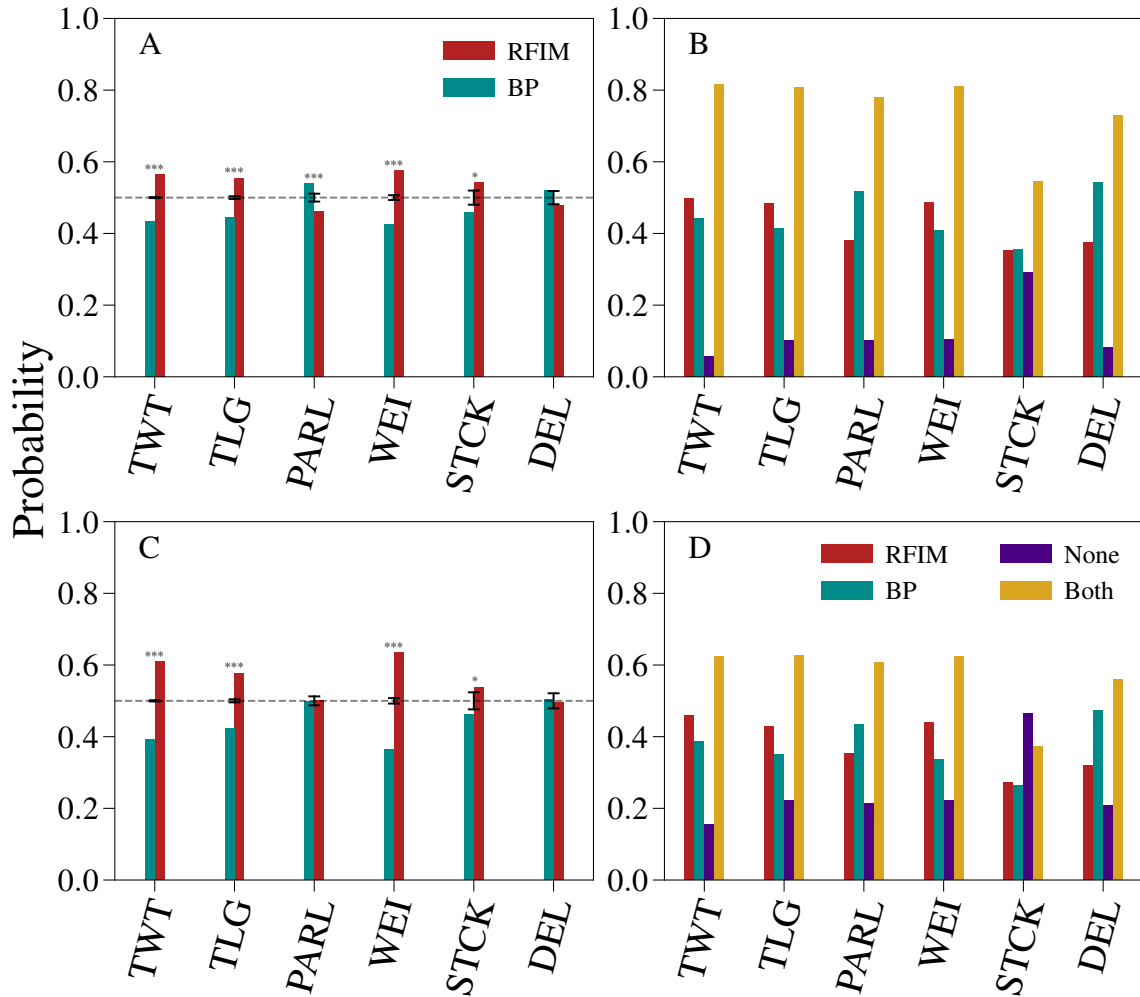 Probability
1.0
0.8
0.6
0.4
0.2
0.0
A
RFIM
BP
***
***
***
***
*
TWT
TLG
PARL
WEI
STCK
DEL
1.0
0.8
0.6
0.4
0.2
0.0
B
TWT
TLG
PARL
WEI
STCK
DEL
1.0
0.8
0.6
0.4
0.2
0.0
C
***
***
***
*
TWT
TLG
PARL
WEI
STCK
DEL
1.0
0.8
0.6
0.4
0.2
0.0
D
RFIM
BP
None
Both
TWT
TLG
PARL
WEI
STCK
DEL